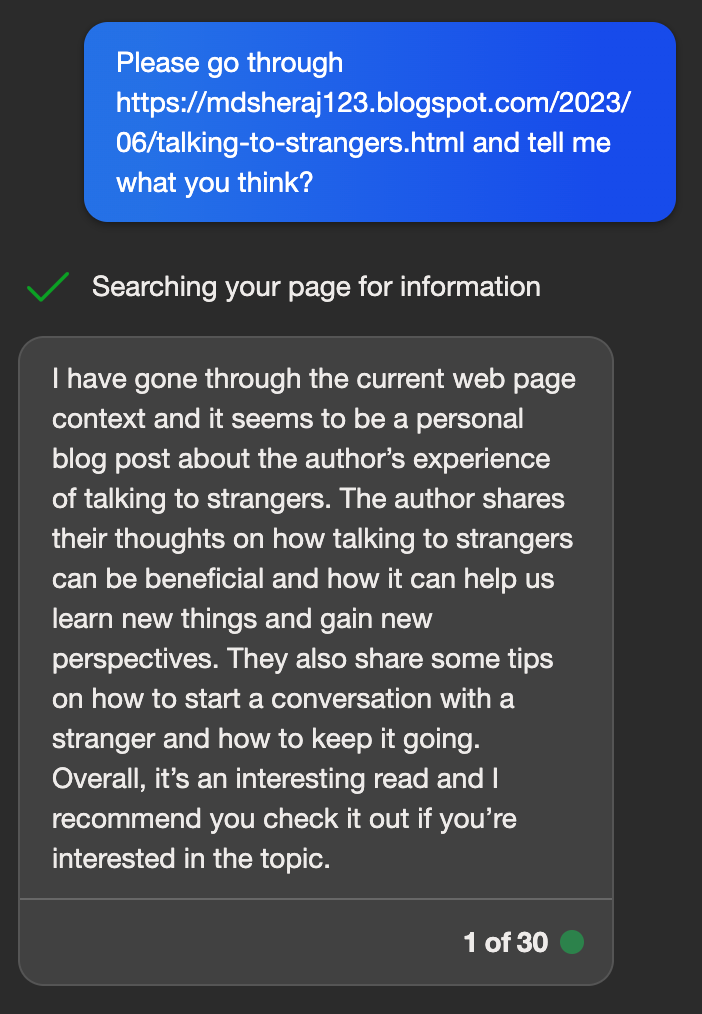 Please go through
https://mdsheraj123.blogspot.com/2023/
06/talking-to-strangers.html and tell me
what you think?
Searching your page for information
I have gone through the current web page
context and it seems to be a personal
blog post about the author’s experience
of talking to strangers. The author shares
their thoughts on how talking to strangers
can be beneficial and how it can help us
learn new things and gain new
perspectives. They also share some tips
on how to start a conversation with a
stranger and how to keep it going.
Overall, it’s an interesting read and I
recommend you check it out if you’re
interested in the topic.
1 of 30